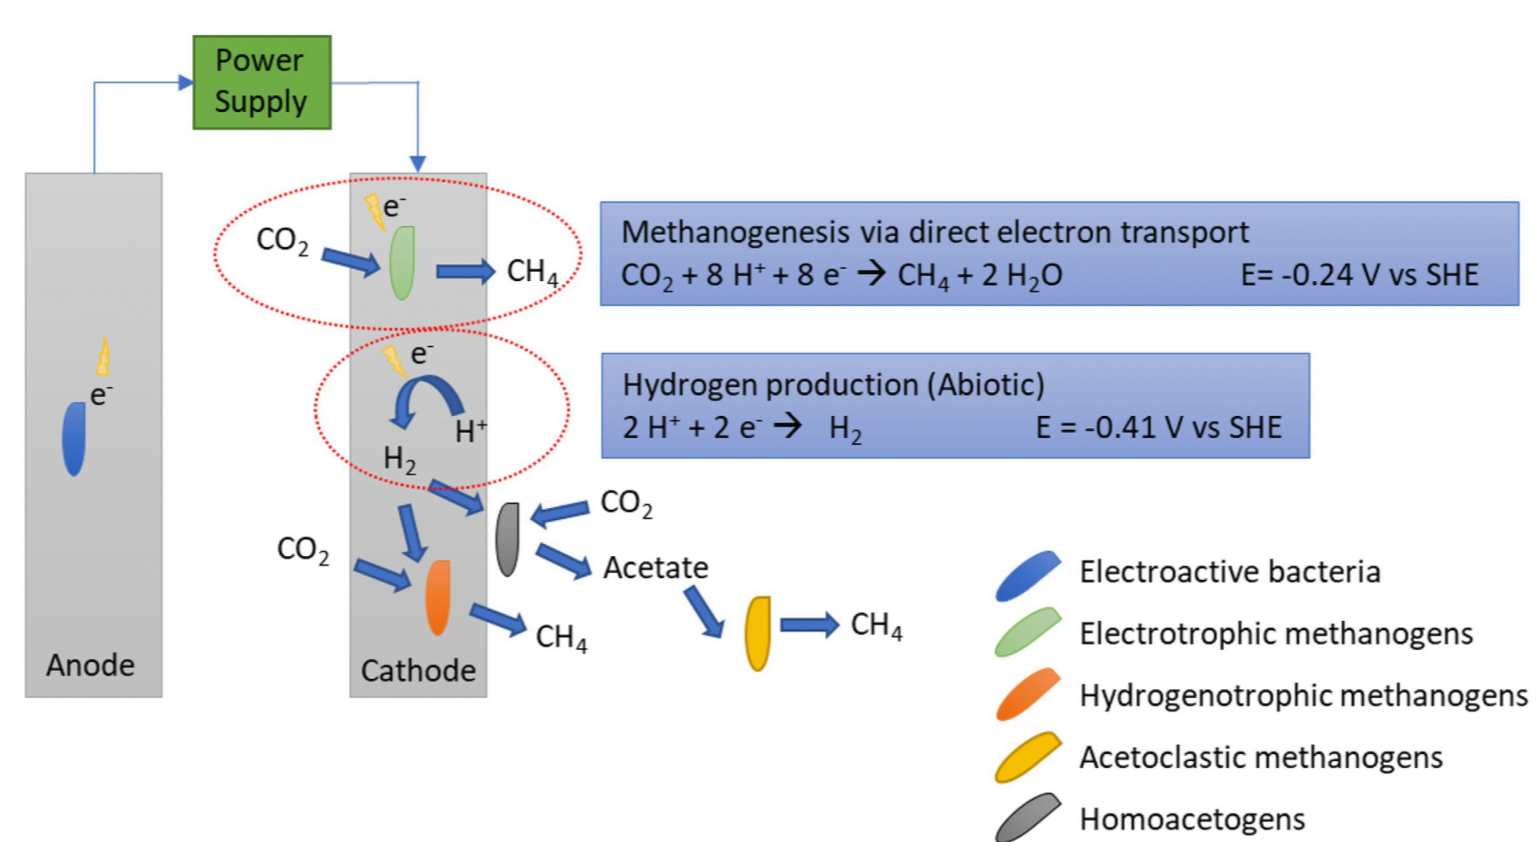 Power
Supply
e⁻
CO₂
CH₄
Methanogenesis via direct electron transport
CO₂ + 8 H⁺ + 8 e⁻ → CH₄ + 2 H₂O E= -0.24 V vs SHE
e⁻
e⁻
H⁺
H₂
Hydrogen production (Abiotic)
2 H⁺ + 2 e⁻ → H₂ E = -0.41 V vs SHE
CO₂
CO₂
Acetate
CH₄
CH₄
Anode
Cathode
Electroactive bacteria
Electrotrophic methanogens
Hydrogenotrophic methanogens
Acetoclastic methanogens
Homoacetogens